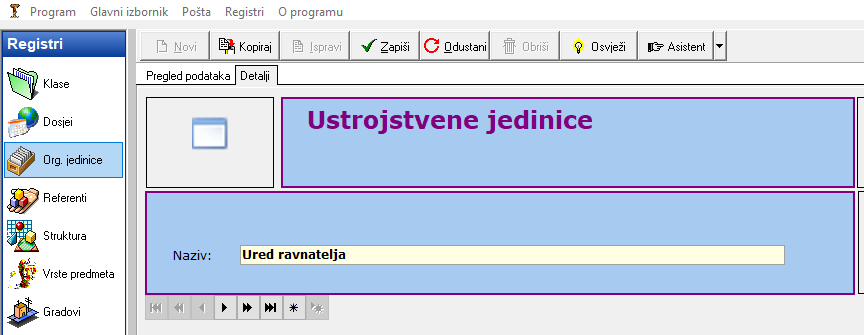 Program Glavni izbornik Pošta Registri O programu
Registri
Novi Kopiraj Ispravi Zapiši Odustani Obriši Osvježi Asistent
Pregled podataka Detalji
Klase
Dosjei
Org. jedinice
Referenti
Struktura
Vrste predmeta
Gradovi
Ustrojstvene jedinice
Naziv: Ured ravnatelja